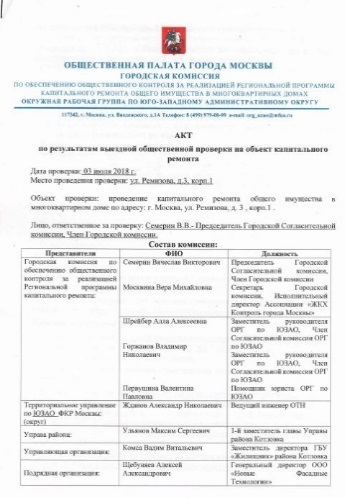 ОБЩЕСТВЕННАЯ ПАЛАТА ГОРОДА МОСКВЫ
ГОРОДСКАЯ КОМИССИЯ
ПО ОБЕСПЕЧЕНИЮ ОБЩЕСТВЕННОГО КОНТРОЛЯ ЗА РЕАЛИЗАЦИЕЙ РЕГИОНАЛЬНОЙ ПРОГРАММЫ
КАПИТАЛЬНОГО РЕМОНТА ОБЩЕГО ИМУЩЕСТВА В МНОГОКВАРТИРНЫХ ДОМАХ
ОКРУЖНАЯ РАБОЧАЯ ГРУППА ПО ЮГО-ЗАПАДНОМУ АДМИНИСТРАТИВНОМУ ОКРУГУ
г. Москва,
АКТ
по результатам выездной общественной проверки на объект капитального
ремонта
Дата проверки: 03 июля 2018 г.
Место проведения проверки: ул. Ремизова, д.3, корп.1
Объект проверки: проведение капитального ремонта общего имущества в
многоквартирном доме по адресу: г. Москва, ул. Ремизова, д. 3 , корп.1 .
Лицо, ответственное за проверку: Семерня В.В.- Председатель Городской Согласительной
комиссии, Член Городской комиссии.
Состав комиссии:
Представители ФИО Должность
Городская комиссия по обеспечению общественного контроля за реализацией Региональной программы капитального ремонта:
Семерня Вячеслав Викторович
Председатель Городской Согласительной комиссии, Член Городской комиссии
Москвина Вера Михайловна
Секретарь Городской комиссии, Исполнительный директор Ассоциации «ЖКХ Контроль города Москвы»
Шрейбер Алла Алексеевна
Заместитель руководителя ОРГ по ЮЗАО, Член Согласительной комиссии ОРГ по ЮЗАО
Владимир Николаевич
Заместитель руководителя ОРГ по ЮЗАО, Член Согласительной комиссии ОРГ по ЮЗАО
Первушина Валентина Павловна
Помощник юриста ОРГ по ЮЗАО
Территориальное управление по ЮЗАО ФКР Москвы: (округ)
Жданов Александр Николаевич
Ведущий инженер ОТН
Управа района:
Ульянов Максим Сергеевич
1-й заместитель главы Управы района Котловка
Управляющая организация:
Вадим Витальевич
Заместитель директора ГБУ «Жилищник» района Котловка
Подрядная организация:
Алексей Александрович
Генеральный директор ООО «Новые Фасадные Технологии»